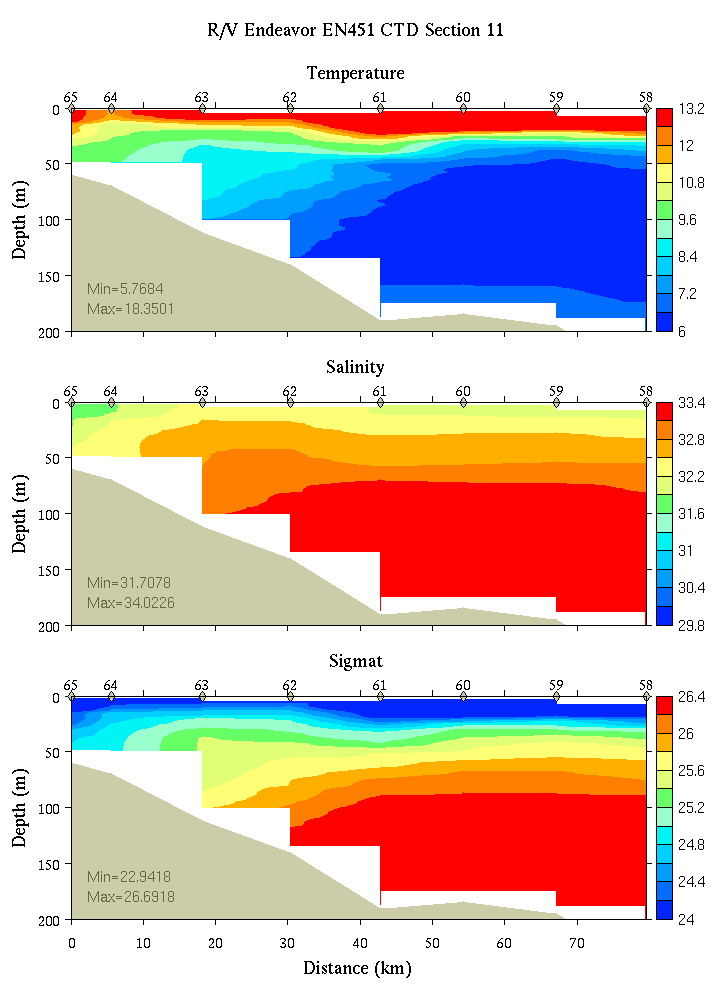 R/V Endeavor EN451 CTD Section 11
Temperature
65 64 63 62 61 60 59 58
0
50
100
150
200
Depth (m)
Min=5.7684
Max=18.3501
13.2
12
10.8
9.6
8.4
7.2
6
Salinity
65 64 63 62 61 60 59 58
0
50
100
150
200
Depth (m)
Min=31.7078
Max=34.0226
33.4
32.8
32.2
31.6
31
30.4
29.8
Sigmat
65 64 63 62 61 60 59 58
0
50
100
150
200
Depth (m)
Min=22.9418
Max=26.6918
26.4
26
25.6
25.2
24.8
24.4
24
0 10 20 30 40 50 60 70
Distance (km)